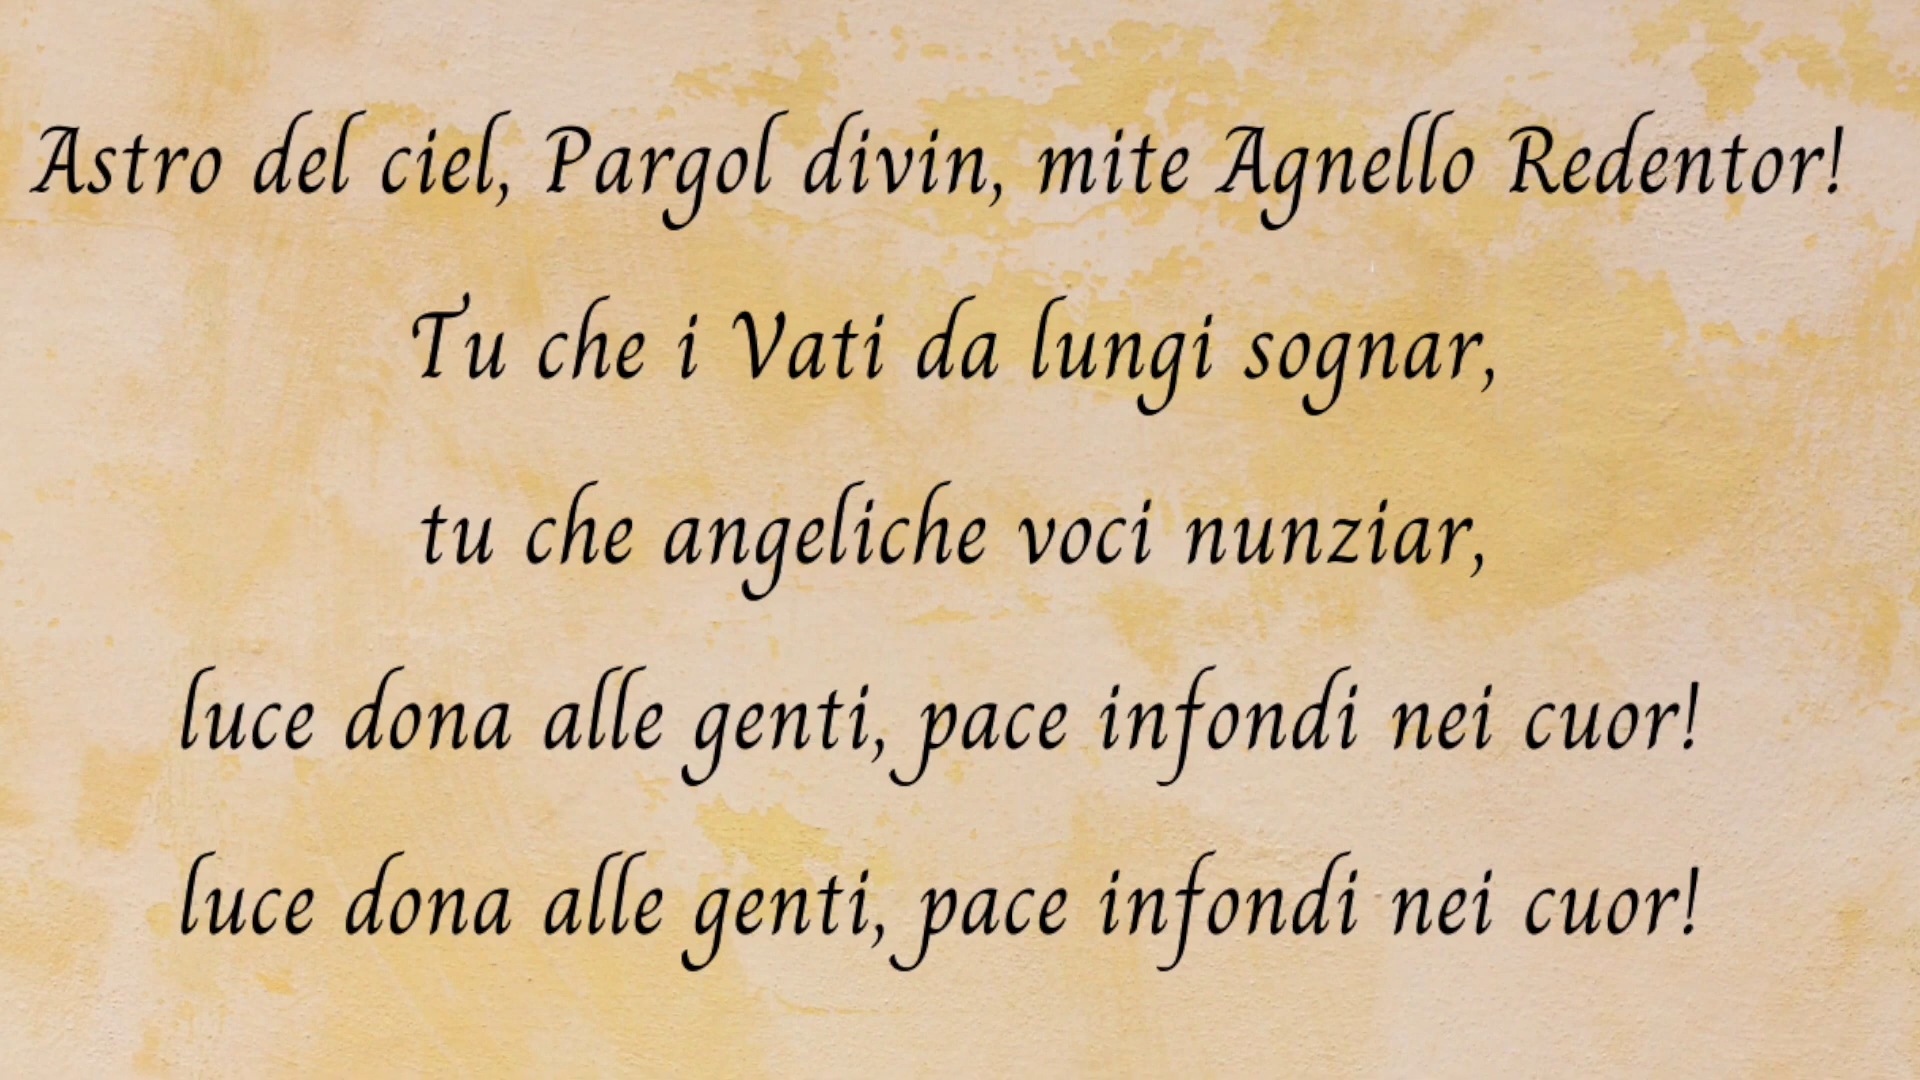 Astro del ciel, Pargol divin, mite Agnello Redentor!
Tu che i Vati da lungi sognar,
tu che angeliche voci nunziar,
luce dona alle genti, pace infondi nei cuor!
luce dona alle genti, pace infondi nei cuor!